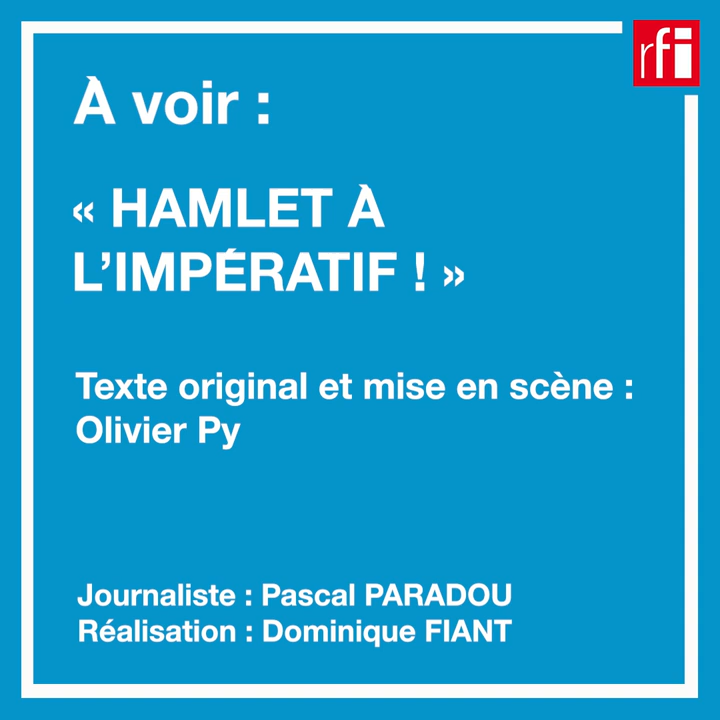 rfi
À voir :
« HAMLET À
L’IMPÉRATIF ! »
Texte original et mise en scène :
Olivier Py
Journaliste : Pascal PARADOU
Réalisation : Dominique FIANT